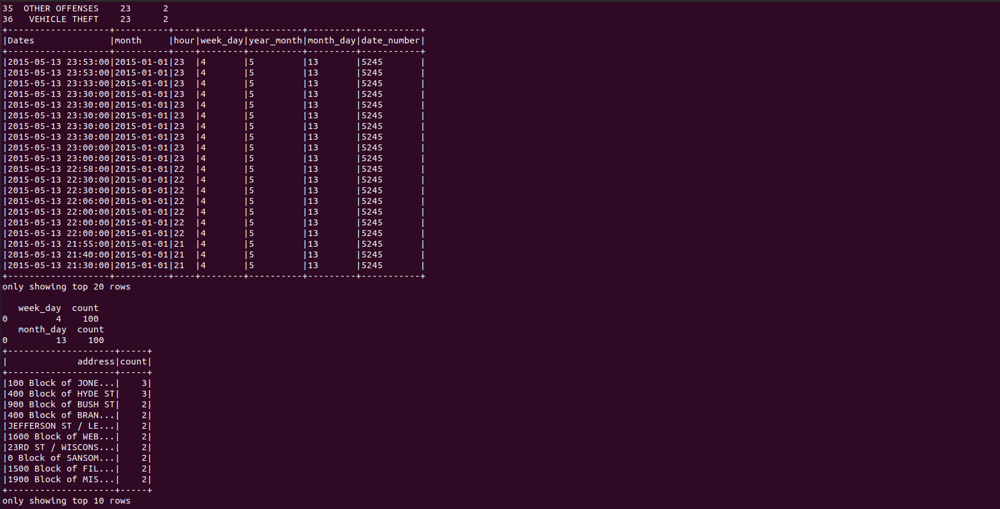 35  OTHER OFFENSES    23      2
36   VEHICLE THEFT    23      2
+-------------------+----------+----+--------+----------+---------+-----------+
|Dates              |month     |hour|week_day|year_month|month_day|date_number|
+-------------------+----------+----+--------+----------+---------+-----------+
|2015-05-13 23:53:00|2015-01-01|23  |4       |5         |13       |5245       |
|2015-05-13 23:53:00|2015-01-01|23  |4       |5         |13       |5245       |
|2015-05-13 23:33:00|2015-01-01|23  |4       |5         |13       |5245       |
|2015-05-13 23:30:00|2015-01-01|23  |4       |5         |13       |5245       |
|2015-05-13 23:30:00|2015-01-01|23  |4       |5         |13       |5245       |
|2015-05-13 23:30:00|2015-01-01|23  |4       |5         |13       |5245       |
|2015-05-13 23:30:00|2015-01-01|23  |4       |5         |13       |5245       |
|2015-05-13 23:30:00|2015-01-01|23  |4       |5         |13       |5245       |
|2015-05-13 23:00:00|2015-01-01|23  |4       |5         |13       |5245       |
|2015-05-13 23:00:00|2015-01-01|23  |4       |5         |13       |5245       |
|2015-05-13 22:58:00|2015-01-01|22  |4       |5         |13       |5245       |
|2015-05-13 22:30:00|2015-01-01|22  |4       |5         |13       |5245       |
|2015-05-13 22:30:00|2015-01-01|22  |4       |5         |13       |5245       |
|2015-05-13 22:06:00|2015-01-01|22  |4       |5         |13       |5245       |
|2015-05-13 22:00:00|2015-01-01|22  |4       |5         |13       |5245       |
|2015-05-13 22:00:00|2015-01-01|22  |4       |5         |13       |5245       |
|2015-05-13 22:00:00|2015-01-01|22  |4       |5         |13       |5245       |
|2015-05-13 21:55:00|2015-01-01|21  |4       |5         |13       |5245       |
|2015-05-13 21:40:00|2015-01-01|21  |4       |5         |13       |5245       |
|2015-05-13 21:30:00|2015-01-01|21  |4       |5         |13       |5245       |
+-------------------+----------+----+--------+----------+---------+-----------+
only showing top 20 rows

   week_day  count
0         4    100
   month_day  count
0         13    100
+--------------------+-----+
|             address|count|
+--------------------+-----+
|100 Block of JONE...|    3|
|400 Block of HYDE ST|    3|
|900 Block of BUSH ST|    2|
|400 Block of BRAN...|    2|
|JEFFERSON ST / LE...|    2|
|1600 Block of WEB...|    2|
|23RD ST / WISCONS...|    2|
|0 Block of SANSOM...|    2|
|1500 Block of FIL...|    2|
|1900 Block of MIS...|    2|
+--------------------+-----+
only showing top 10 rows